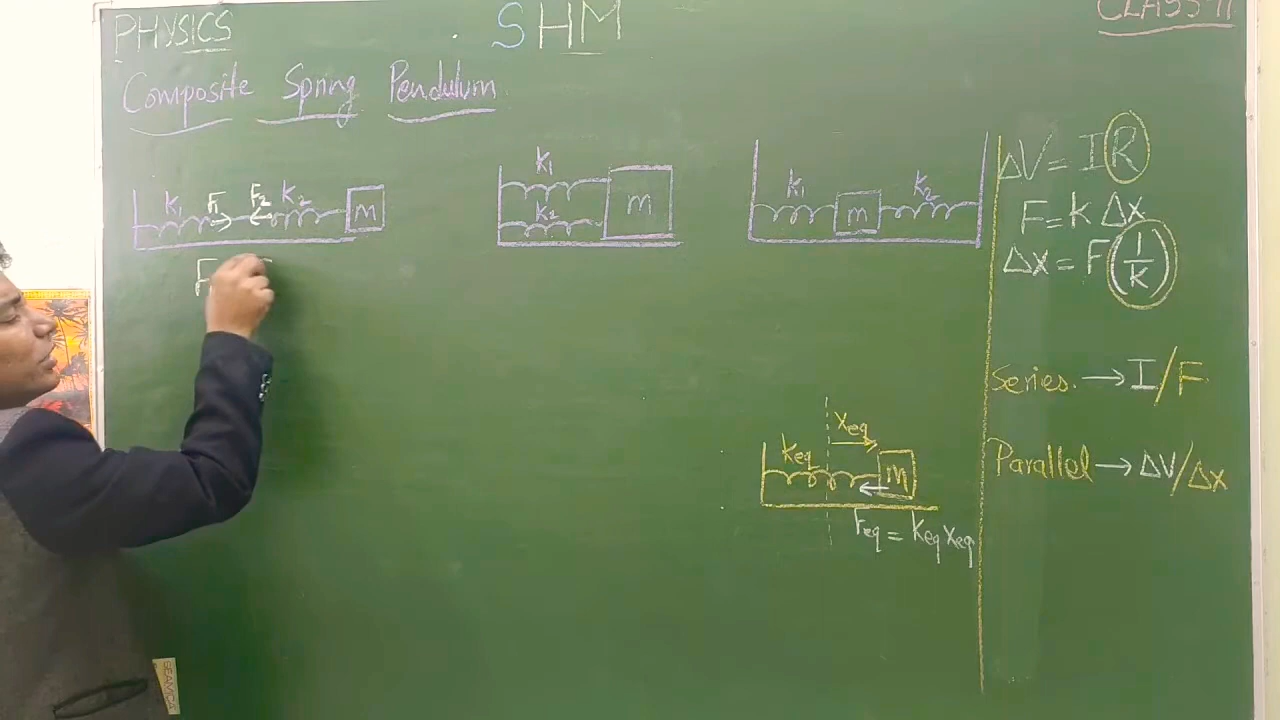 PHYSICS
SHM
CLASS-11
Composite Spring Pendulum
K₁ F₁ F₂ K₂ m
F
K₁
K₂
m
K₁ m K₂
ΔV = IR
F = K Δx
Δx = F (1/K)
Series. → I/F
Parallel → ΔV/Δx
xeq
Keq m
Feq = Keq xeq
SEAMICS